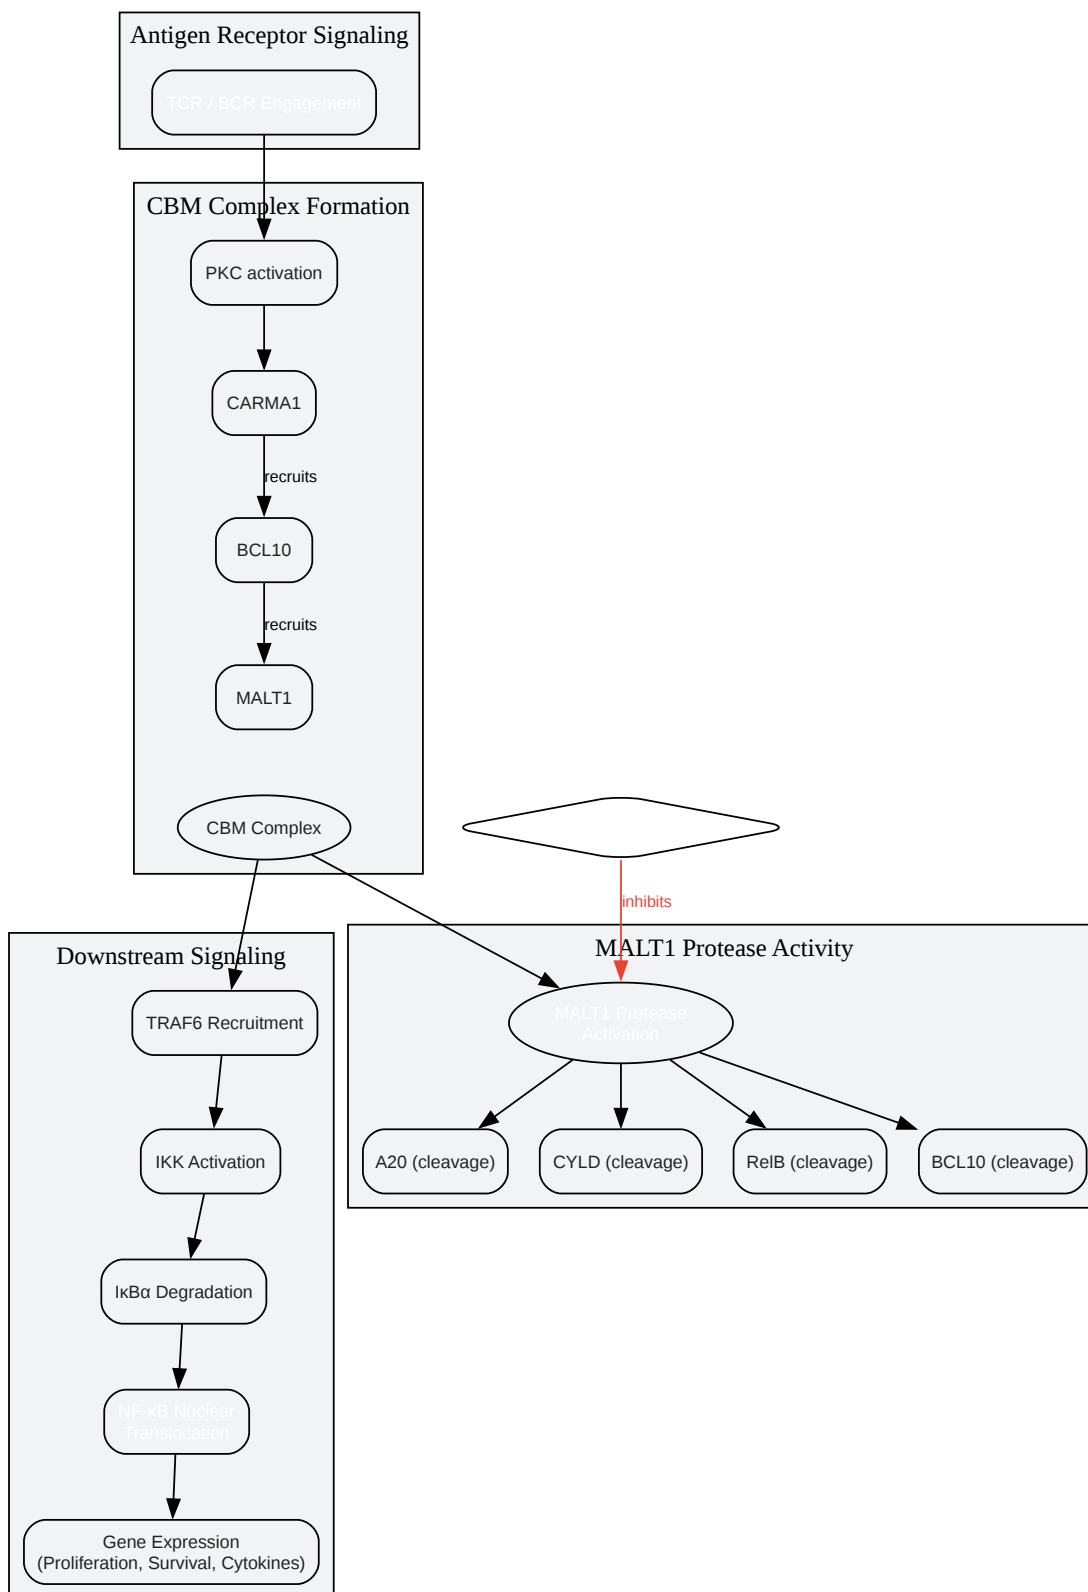 Antigen Receptor Signaling
TCR / BCR Engagement
CBM Complex Formation
PKC activation
CARMA1
recruits
BCL10
recruits
MALT1
CBM Complex
inhibits
Downstream Signaling
TRAF6 Recruitment
IKK Activation
IκBα Degradation
NF-κB Nuclear
Translocation
Gene Expression
(Proliferation, Survival, Cytokines)
MALT1 Protease Activity
MALT1 Protease
Activation
A20 (cleavage)
CYLD (cleavage)
RelB (cleavage)
BCL10 (cleavage)